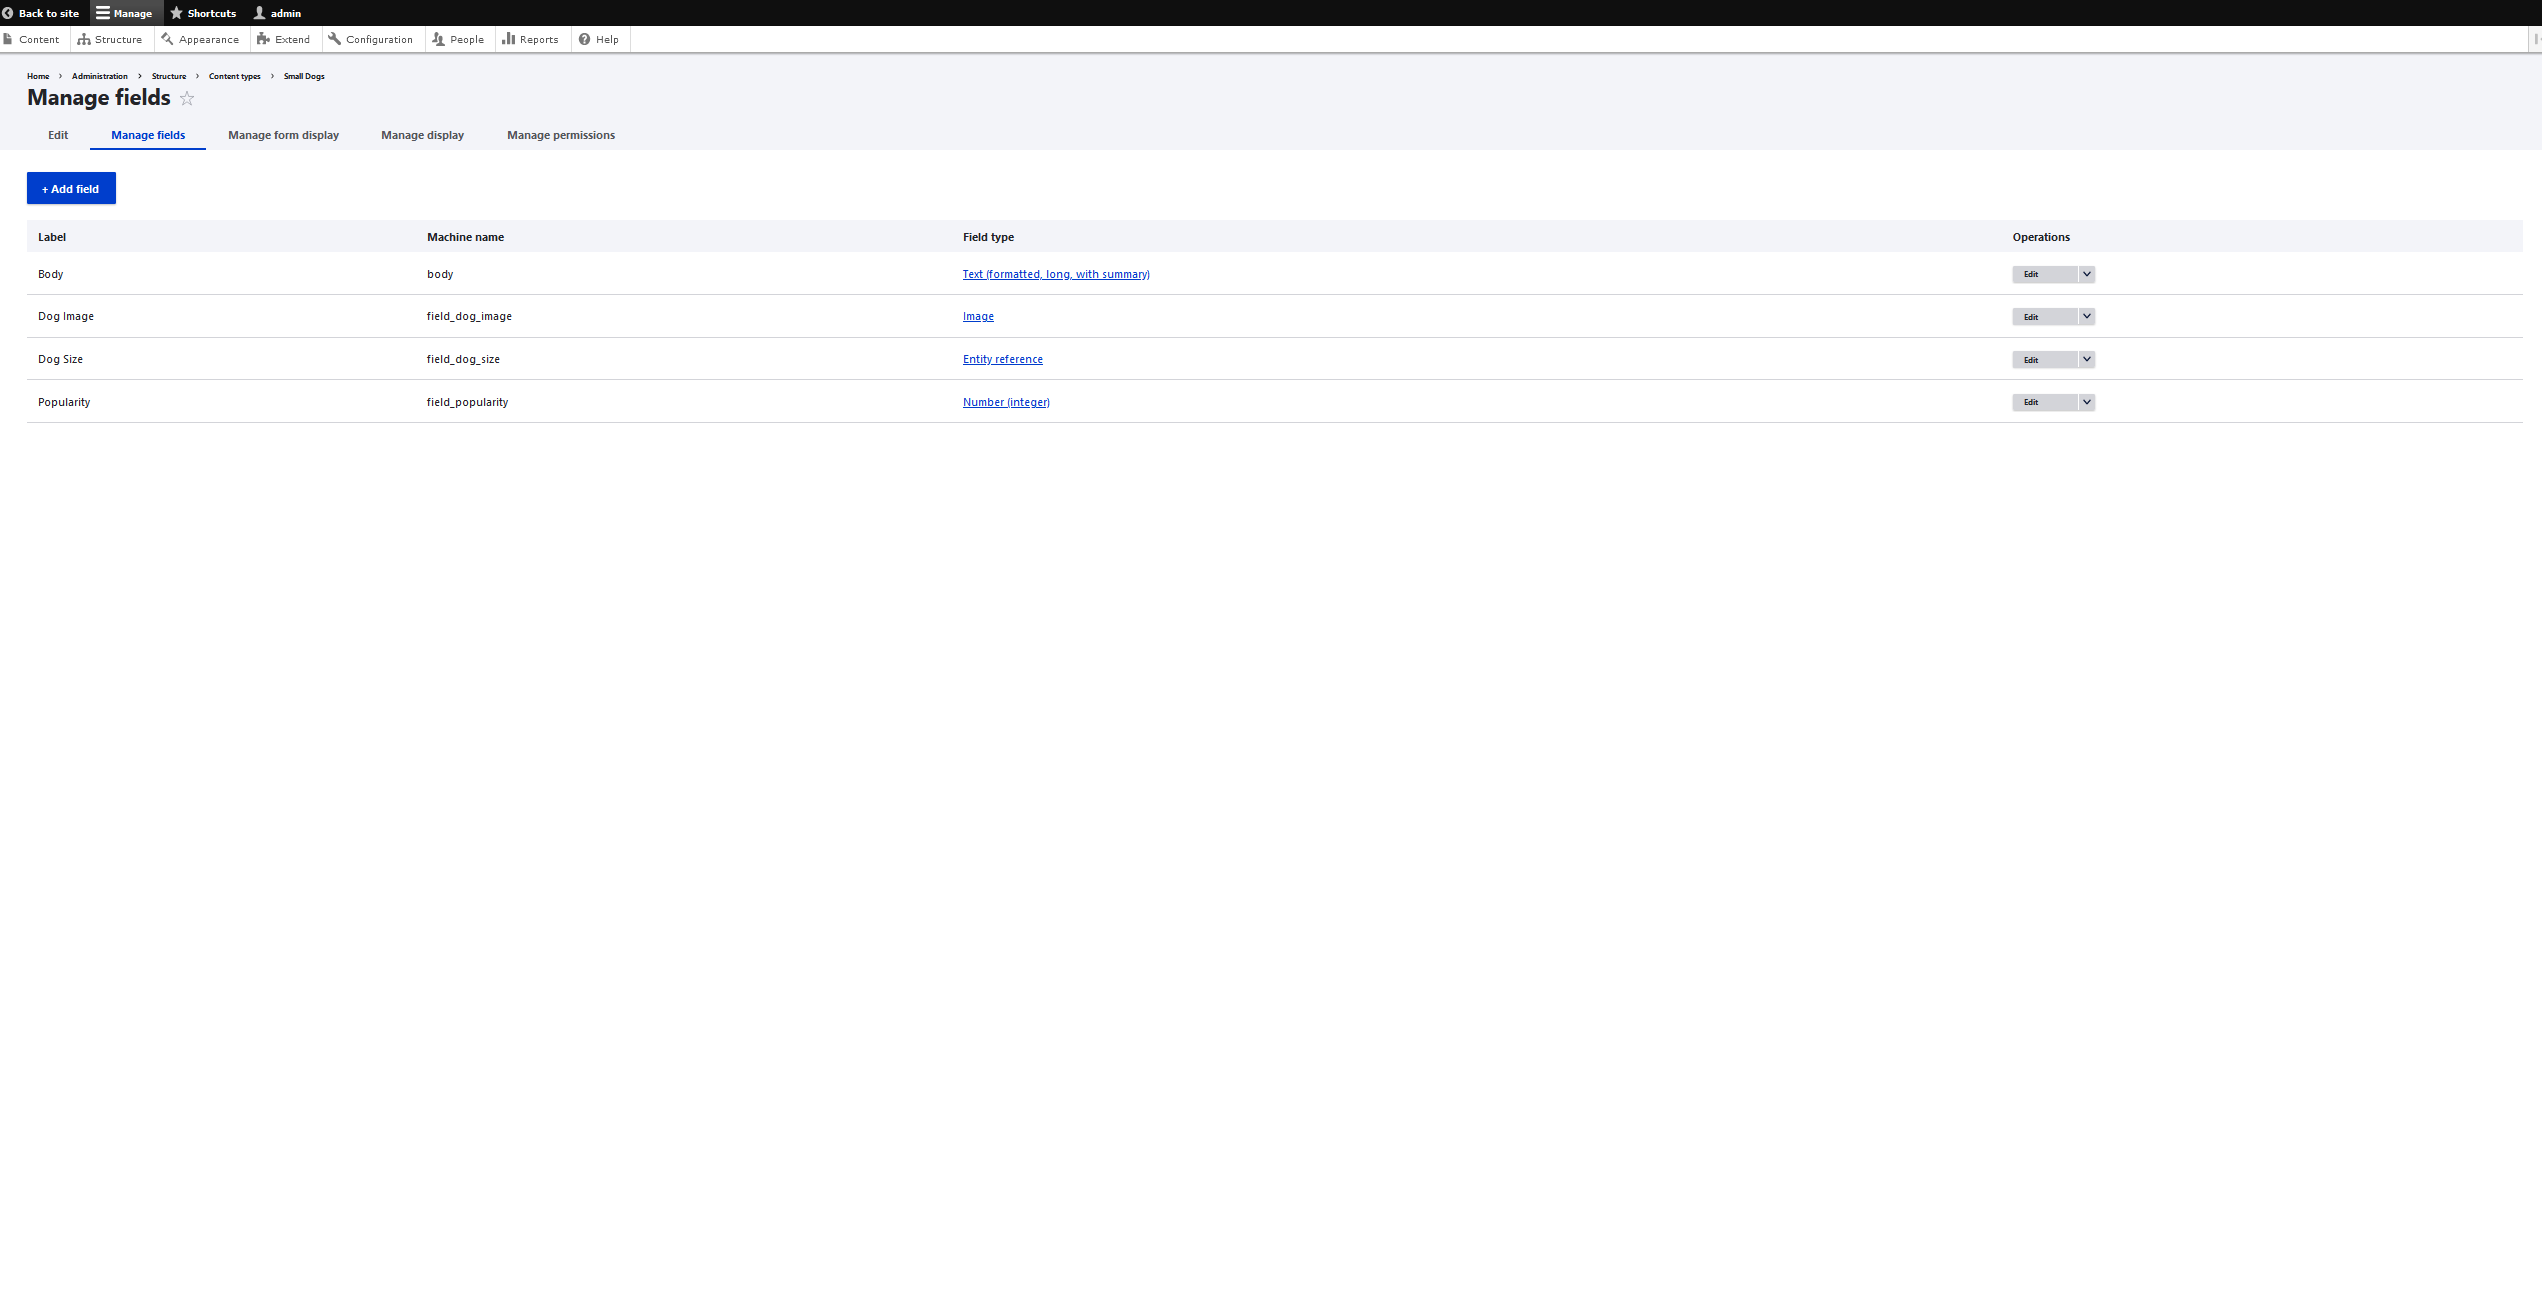 Back to site Manage Shortcuts admin
Content Structure Appearance Extend Configuration People Reports Help
Home › Administration › Structure › Content types › Small Dogs
Manage fields
Edit Manage fields Manage form display Manage display Manage permissions
+ Add field
Label Machine name Field type Operations
Body body Text (formatted, long, with summary) Edit
Dog Image field_dog_image Image Edit
Dog Size field_dog_size Entity reference Edit
Popularity field_popularity Number (integer) Edit